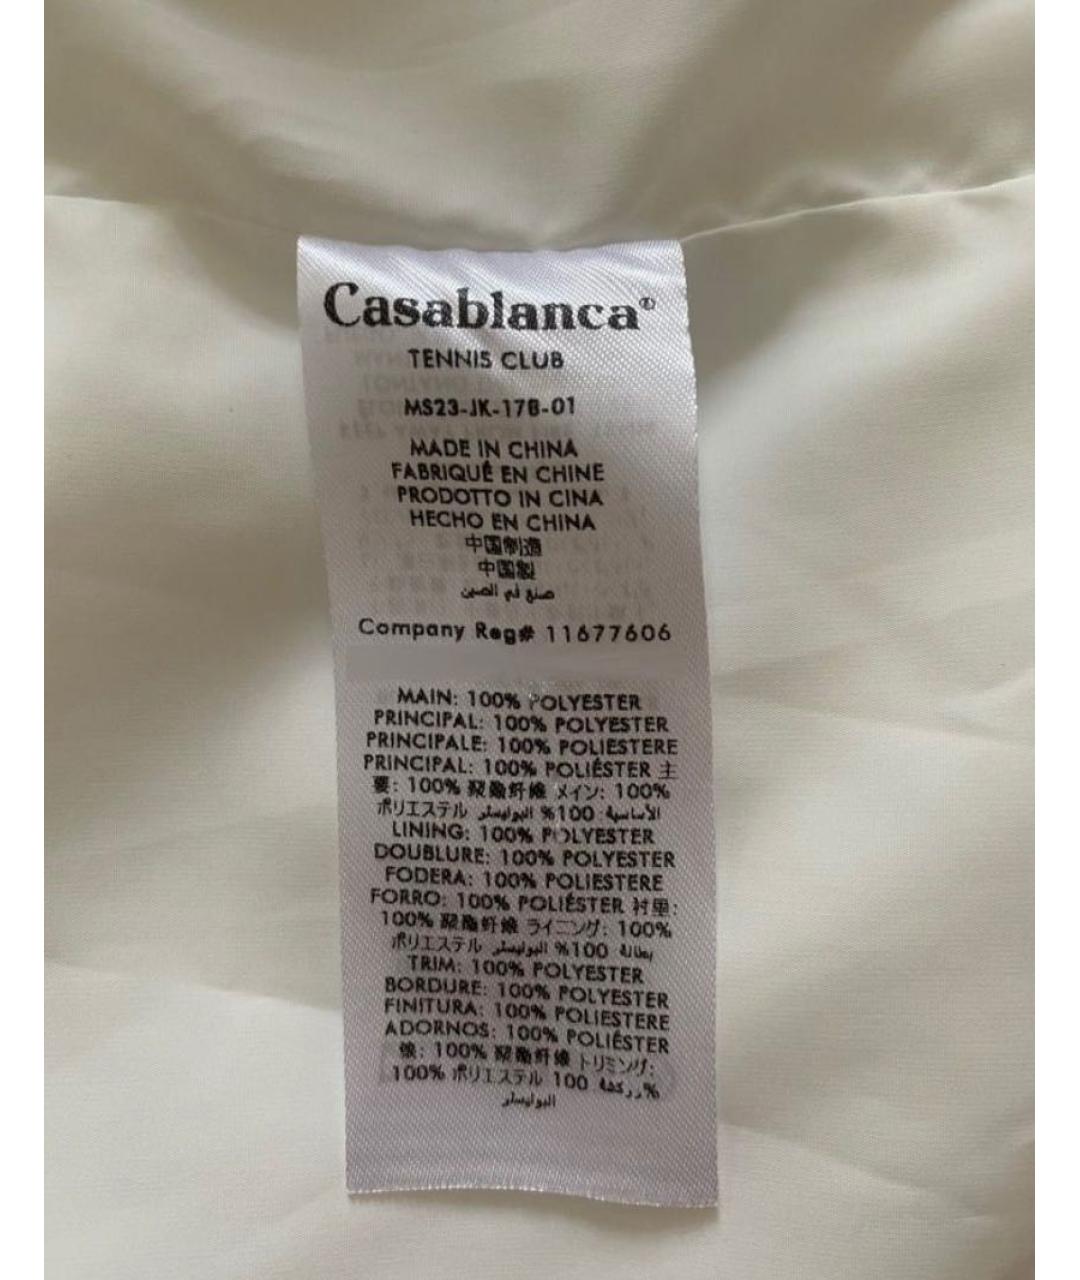 Casablanca®
TENNIS CLUB
MS23-JK-178-01
MADE IN CHINA
FABRIQUÉ EN CHINE
PRODOTTO IN CINA
HECHO EN CHINA
中国制造
中国製
صنع في الصين
Company Reg# 11677606
MAIN: 100% POLYESTER
PRINCIPAL: 100% POLYESTER
PRINCIPALE: 100% POLIESTERE
PRINCIPAL: 100% POLIÉSTER 主
要: 100% 聚酯纤维 メイン: 100%
ポリエステル الأساسية: 100% البوليستر
LINING: 100% POLYESTER
DOUBLURE: 100% POLYESTER
FODERA: 100% POLIESTERE
FORRO: 100% POLIÉSTER 衬里:
100% 聚酯纤维 ライニング: 100%
ポリエステル بطانة 100% البوليستر
TRIM: 100% POLYESTER
BORDURE: 100% POLYESTER
FINITURA: 100% POLIESTERE
ADORNOS: 100% POLIÉSTER
: 100% 聚酯纤维 トリミング:
100% ポリエステル 100 زركشة%
البوليستر